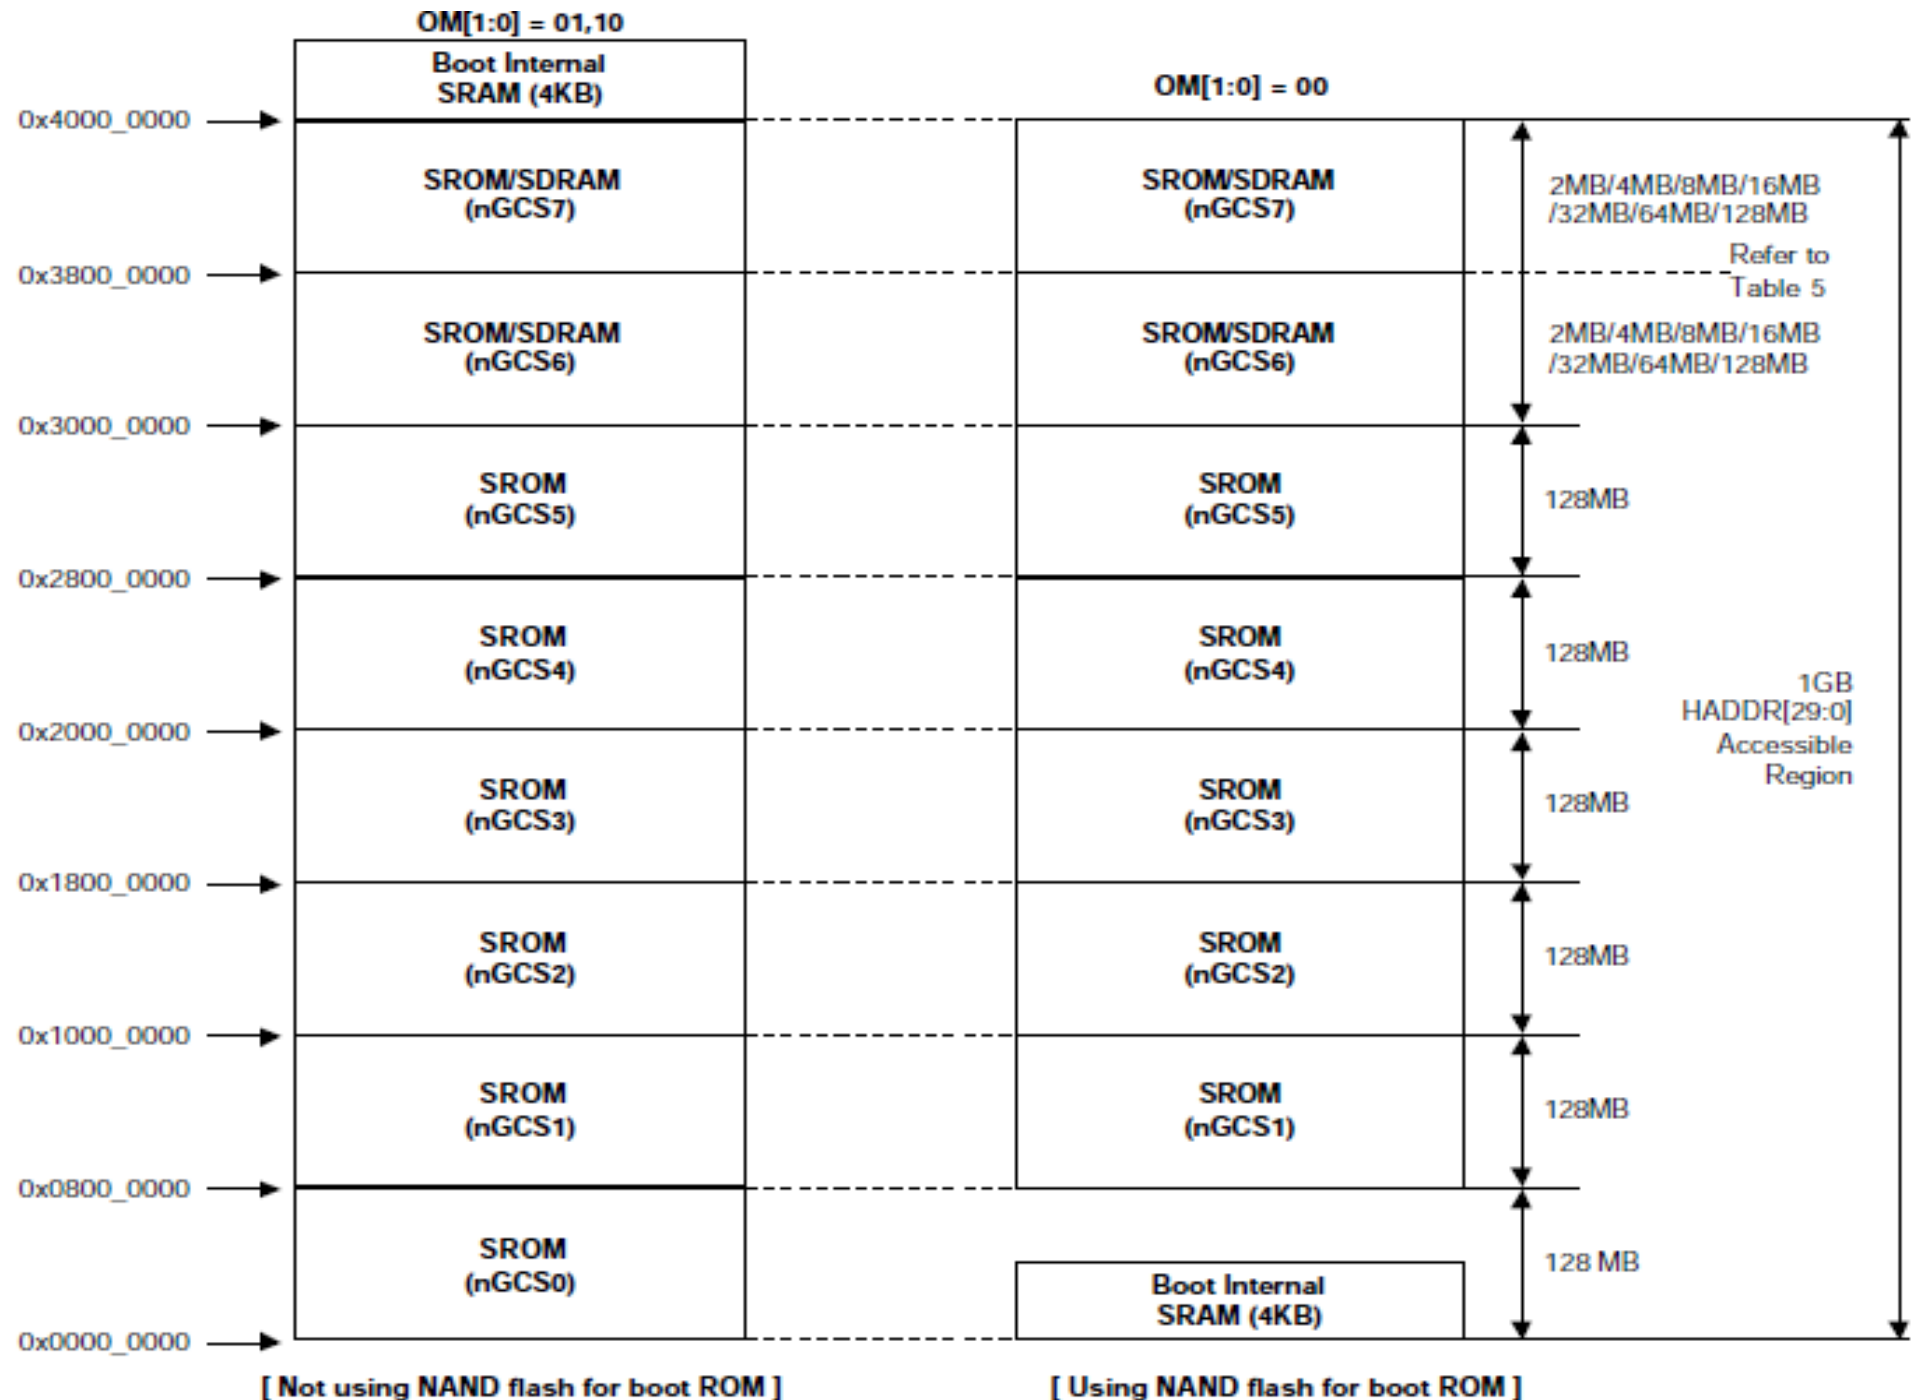 OM[1:0] = 01,10
Boot Internal
SRAM (4KB)
OM[1:0] = 00
0x4000_0000
SROM/SDRAM
(nGCS7)
SROM/SDRAM
(nGCS7)
2MB/4MB/8MB/16MB
/32MB/64MB/128MB
Refer to
Table 5
0x3800_0000
SROM/SDRAM
(nGCS6)
SROM/SDRAM
(nGCS6)
2MB/4MB/8MB/16MB
/32MB/64MB/128MB
0x3000_0000
SROM
(nGCS5)
SROM
(nGCS5)
128MB
0x2800_0000
SROM
(nGCS4)
SROM
(nGCS4)
128MB
1GB
HADDR[29:0]
Accessible
Region
0x2000_0000
SROM
(nGCS3)
SROM
(nGCS3)
128MB
0x1800_0000
SROM
(nGCS2)
SROM
(nGCS2)
128MB
0x1000_0000
SROM
(nGCS1)
SROM
(nGCS1)
128MB
0x0800_0000
SROM
(nGCS0)
Boot Internal
SRAM (4KB)
128 MB
0x0000_0000
[ Not using NAND flash for boot ROM ]
[ Using NAND flash for boot ROM ]